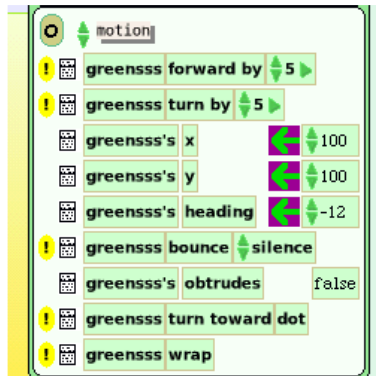 motion
! greensss forward by 5
! greensss turn by 5
greensss's x 100
greensss's y 100
greensss's heading -12
! greensss bounce silence
greensss's obtrudes false
! greensss turn toward dot
! greensss wrap